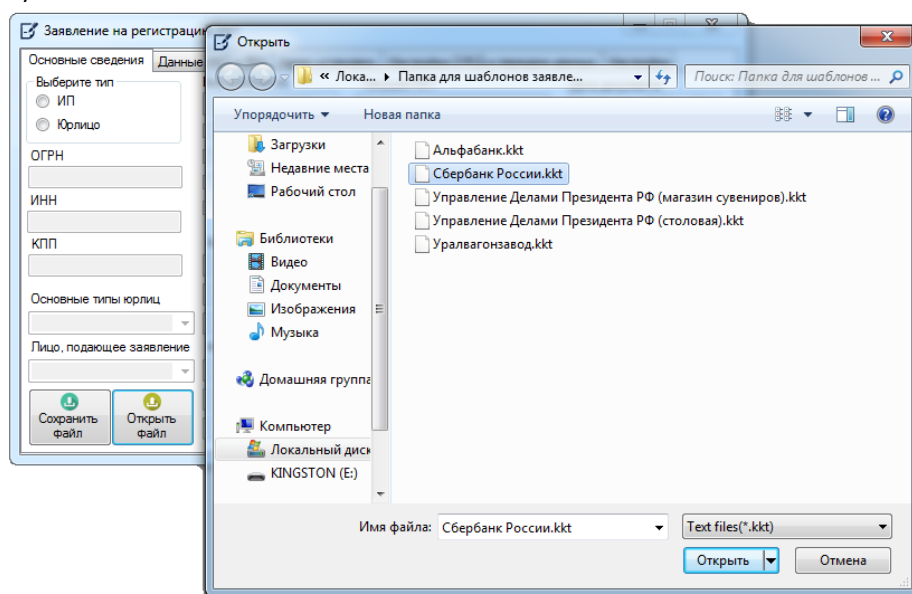 Заявление на регистрации
Основные сведения Данные
Выберите тип
ИП
Юрлицо
ОГРН
ИНН
КПП
Основные типы юрлиц
Лицо, подающее заявление
Сохранить файл
Открыть файл
Открыть
« Лока... ▸ Папка для шаблонов заявле...
Поиск: Папка для шаблонов ...
Упорядочить ▼ Новая папка
Загрузки
Недавние места
Рабочий стол
Библиотеки
Видео
Документы
Изображения
Музыка
Домашняя группа
Компьютер
Локальный диск
KINGSTON (E:)
Альфабанк.kkt
Сбербанк России.kkt
Управление Делами Президента РФ (магазин сувениров).kkt
Управление Делами Президента РФ (столовая).kkt
Уралвагонзавод.kkt
Имя файла: Сбербанк России.kkt
Text files(*.kkt)
Открыть Отмена